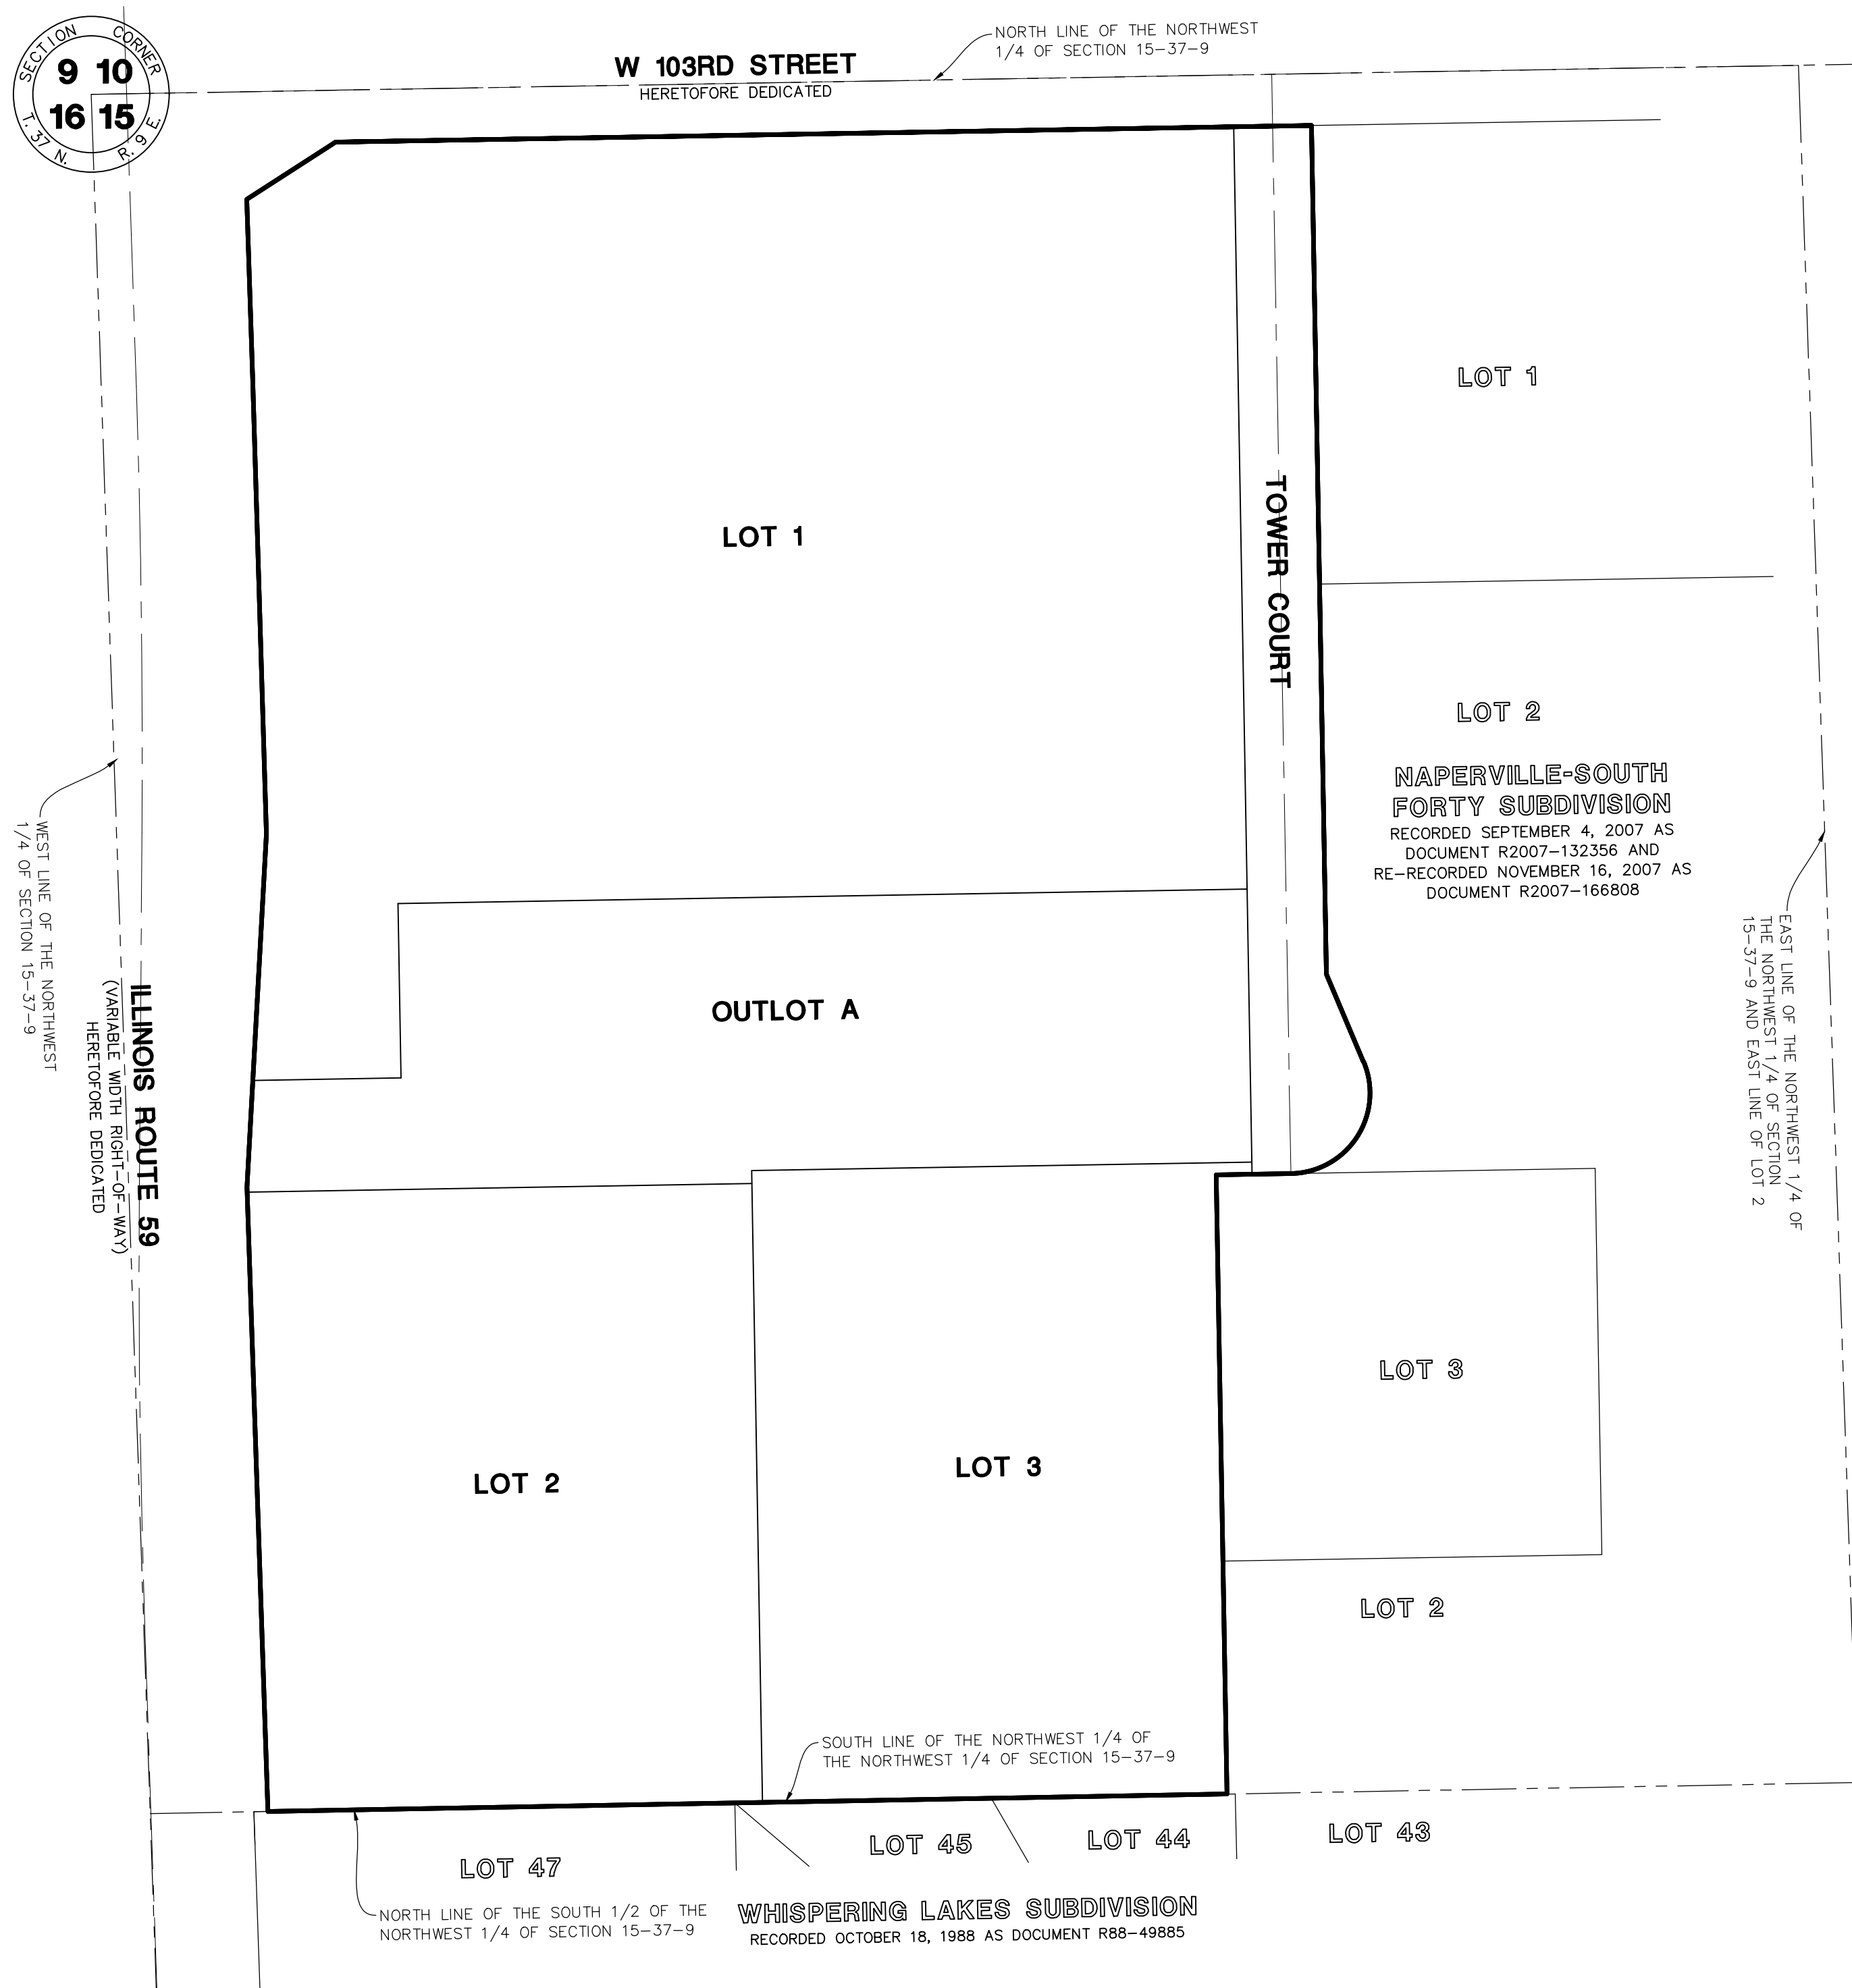 SECTION CORNER
9 10
16 15
T. 37 N. R. 9 E.
W 103RD STREET
HERETOFORE DEDICATED
NORTH LINE OF THE NORTHWEST
1/4 OF SECTION 15-37-9
LOT 1
TOWER COURT
LOT 1
LOT 2
NAPERVILLE-SOUTH
FORTY SUBDIVISION
RECORDED SEPTEMBER 4, 2007 AS
DOCUMENT R2007-132356 AND
RE-RECORDED NOVEMBER 16, 2007 AS
DOCUMENT R2007-166808
WEST LINE OF THE NORTHWEST
1/4 OF SECTION 15-37-9
ILLINOIS ROUTE 59
(VARIABLE WIDTH RIGHT-OF-WAY)
HERETOFORE DEDICATED
OUTLOT A
EAST LINE OF THE NORTHWEST 1/4 OF
THE NORTHWEST 1/4 OF SECTION
15-37-9 AND EAST LINE OF LOT 2
LOT 2
LOT 3
LOT 3
LOT 2
SOUTH LINE OF THE NORTHWEST 1/4 OF
THE NORTHWEST 1/4 OF SECTION 15-37-9
LOT 47
LOT 45
LOT 44
LOT 43
NORTH LINE OF THE SOUTH 1/2 OF THE
NORTHWEST 1/4 OF SECTION 15-37-9
WHISPERING LAKES SUBDIVISION
RECORDED OCTOBER 18, 1988 AS DOCUMENT R88-49885